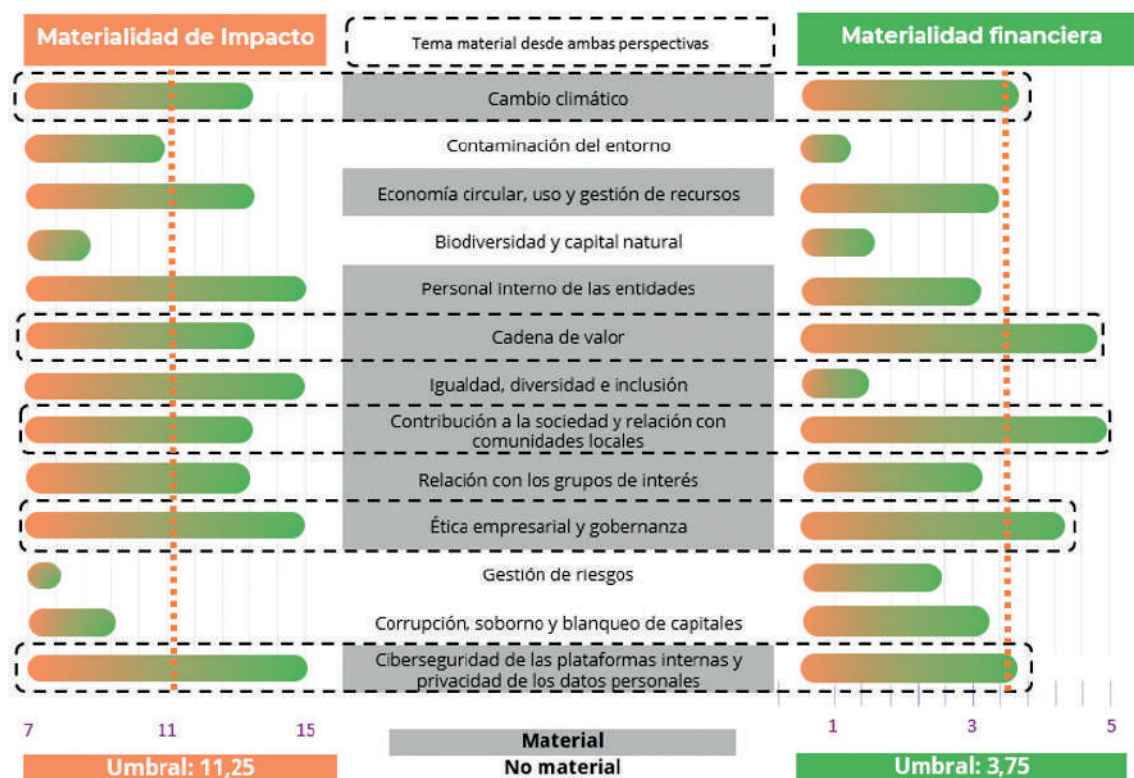 Materialidad de Impacto
Tema material desde ambas perspectivas
Materialidad financiera
Cambio climático
Contaminación del entorno
Economía circular, uso y gestión de recursos
Biodiversidad y capital natural
Personal interno de las entidades
Cadena de valor
Igualdad, diversidad e inclusión
Contribución a la sociedad y relación con
comunidades locales
Relación con los grupos de interés
Ética empresarial y gobernanza
Gestión de riesgos
Corrupción, soborno y blanqueo de capitales
Ciberseguridad de las plataformas internas y
privacidad de los datos personales
7 11 15
1 3 5
Material
No material
Umbral: 11,25
Umbral: 3,75